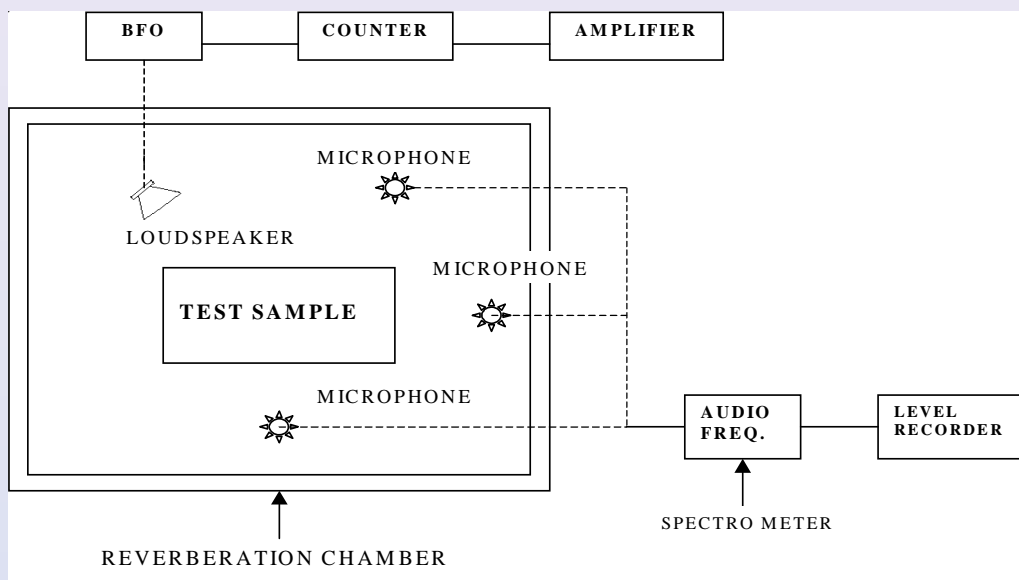 BFO
COUNTER
AMPLIFIER
MICROPHONE
LOUDSPEAKER
MICROPHONE
TEST SAMPLE
MICROPHONE
AUDIO
FREQ.
LEVEL
RECORDER
SPECTRO METER
REVERBERATION CHAMBER